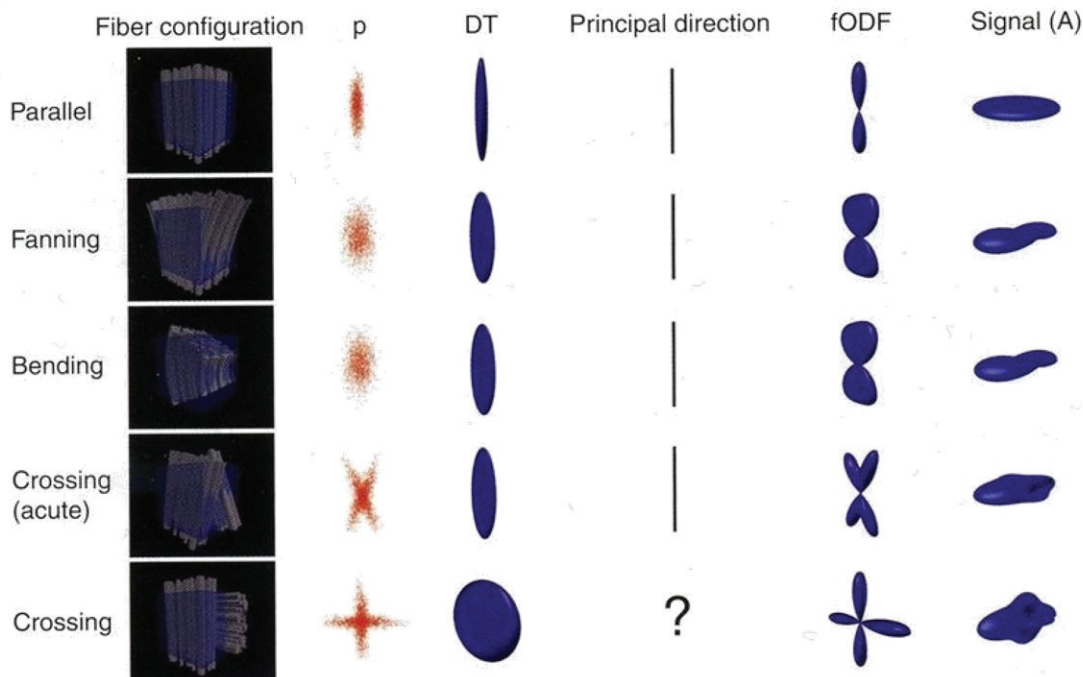 Fiber configuration p DT Principal direction fODF Signal (A)
Parallel
Fanning
Bending
Crossing
(acute)
Crossing ?